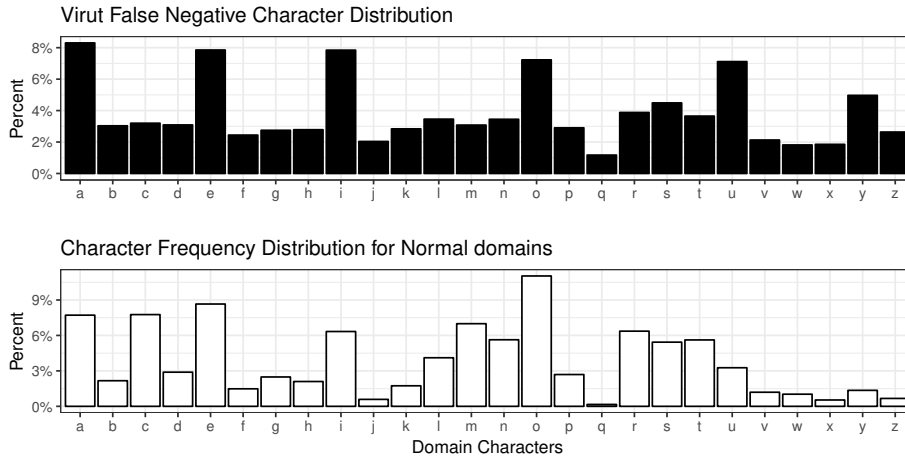 Virut False Negative Character Distribution
Percent
8%
6%
4%
2%
0%
a b c d e f g h i j k l m n o p q r s t u v w x y z
Character Frequency Distribution for Normal domains
Percent
9%
6%
3%
0%
a b c d e f g h i j k l m n o p q r s t u v w x y z
Domain Characters